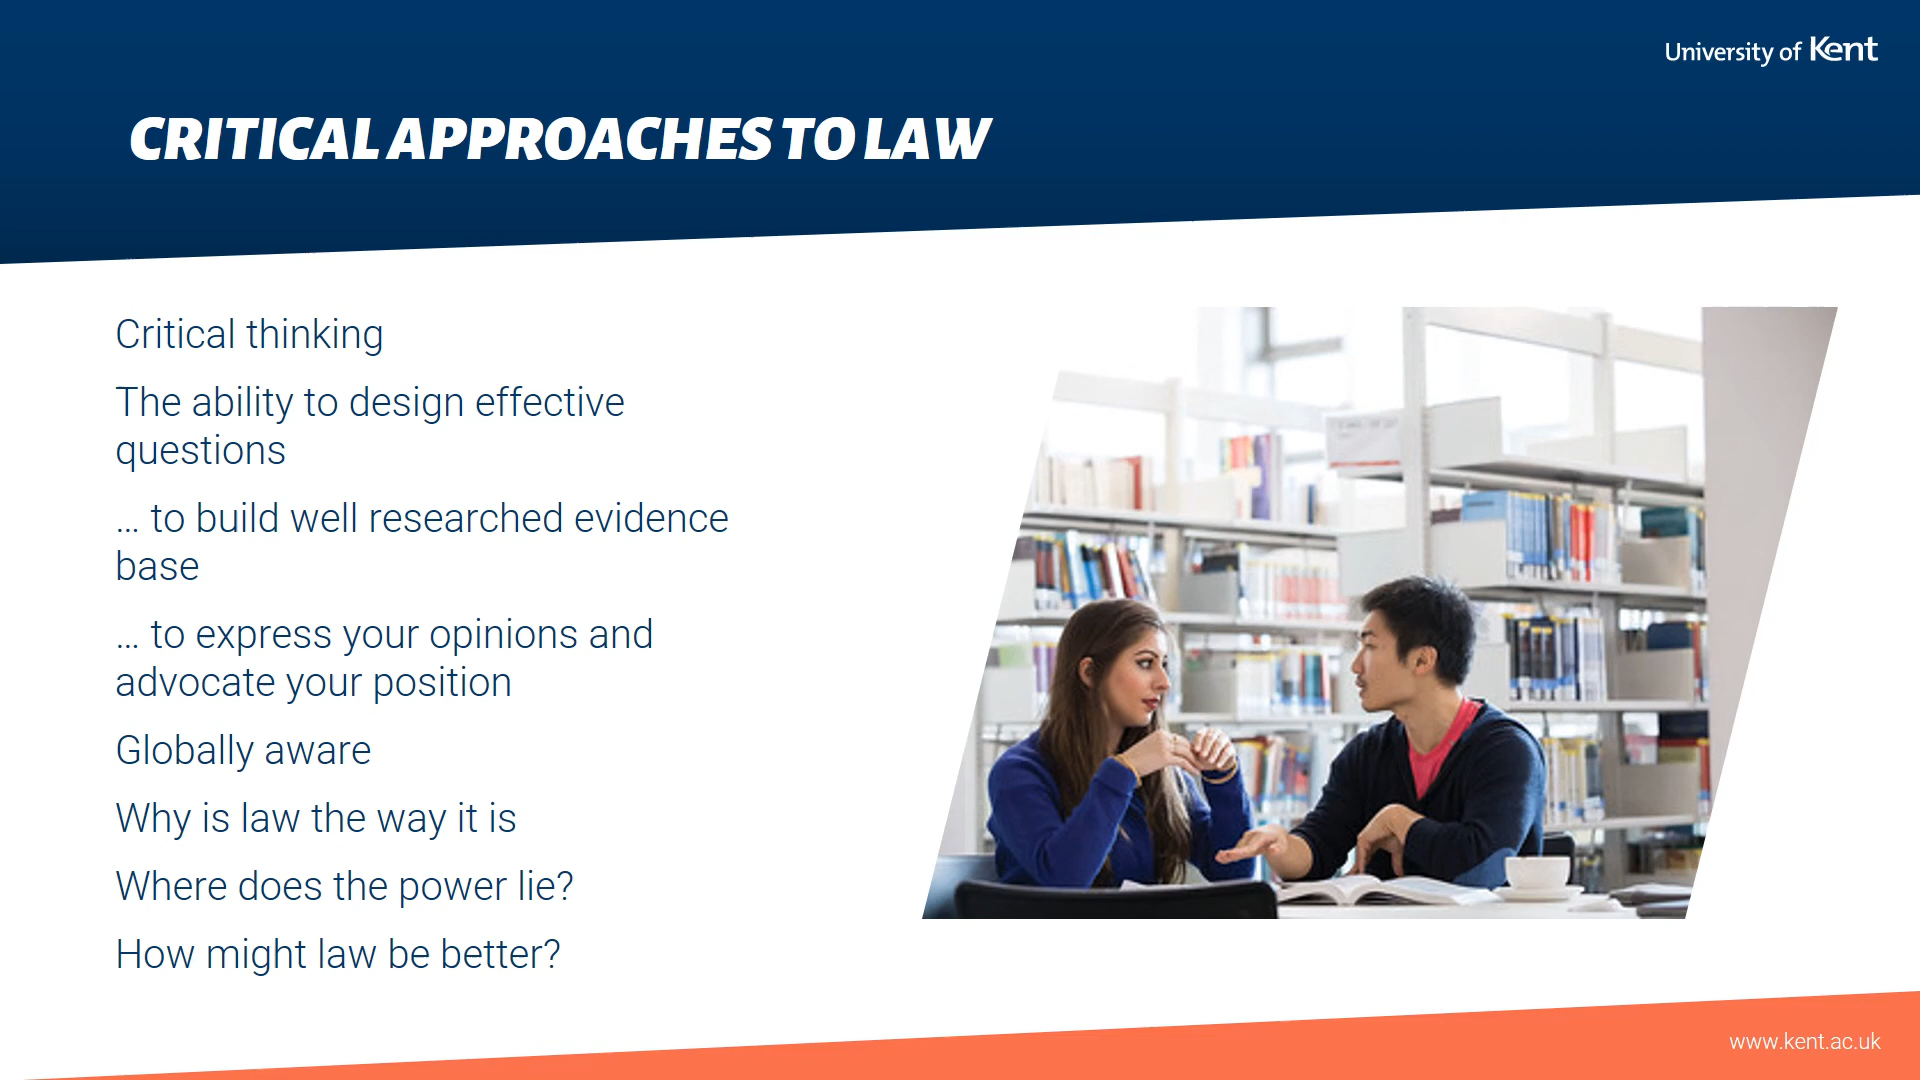 University of Kent
CRITICAL APPROACHES TO LAW
Critical thinking
The ability to design effective
questions
... to build well researched evidence
base
... to express your opinions and
advocate your position
Globally aware
Why is law the way it is
Where does the power lie?
How might law be better?
www.kent.ac.uk